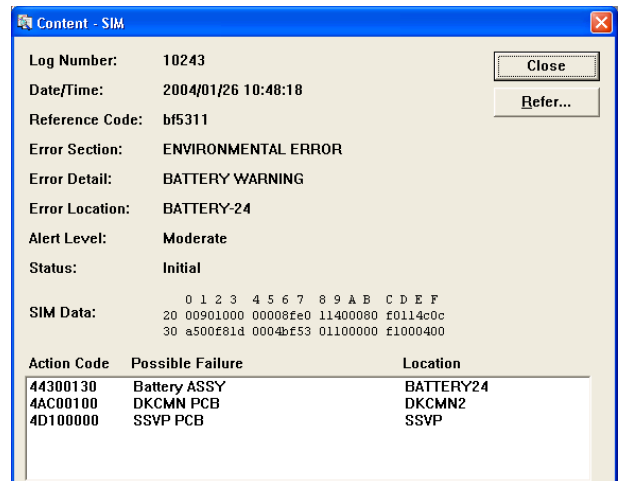 Content - SIM
Log Number: 10243
Close
Date/Time: 2004/01/26 10:48:18
Refer...
Reference Code: bf5311
Error Section: ENVIRONMENTAL ERROR
Error Detail: BATTERY WARNING
Error Location: BATTERY-24
Alert Level: Moderate
Status: Initial
0 1 2 3 4 5 6 7 8 9 A B C D E F
SIM Data: 20 00901000 00008fe0 11400080 f0114c0c
30 a500f81d 0004bf53 01100000 f1000400
Action Code Possible Failure Location
44300130 Battery ASSY BATTERY24
4AC00100 DKCMN PCB DKCMN2
4D100000 SSVP PCB SSVP